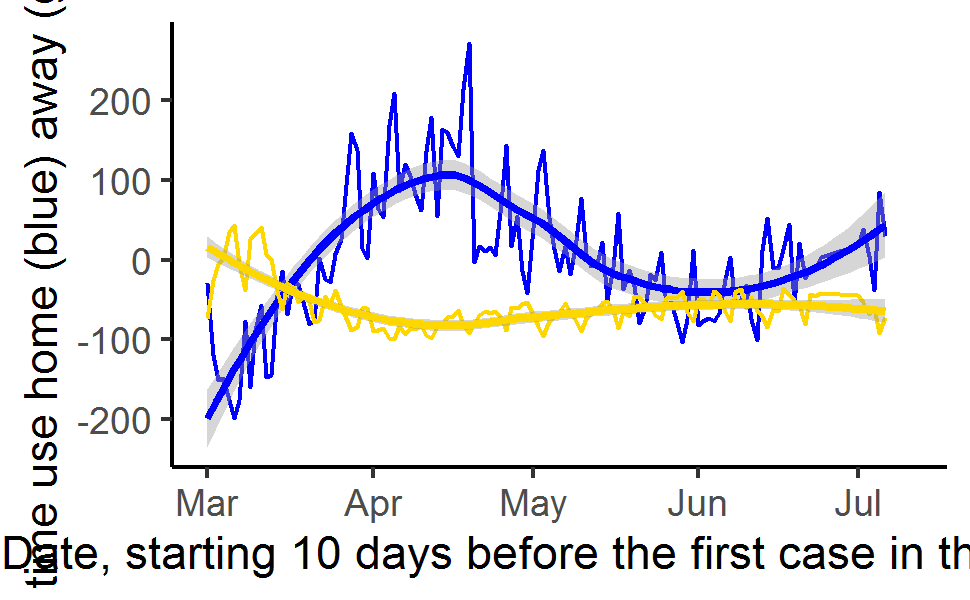 time use home (blue) away (
200
100
0
-100
-200
Mar Apr May Jun Jul
Date, starting 10 days before the first case in th